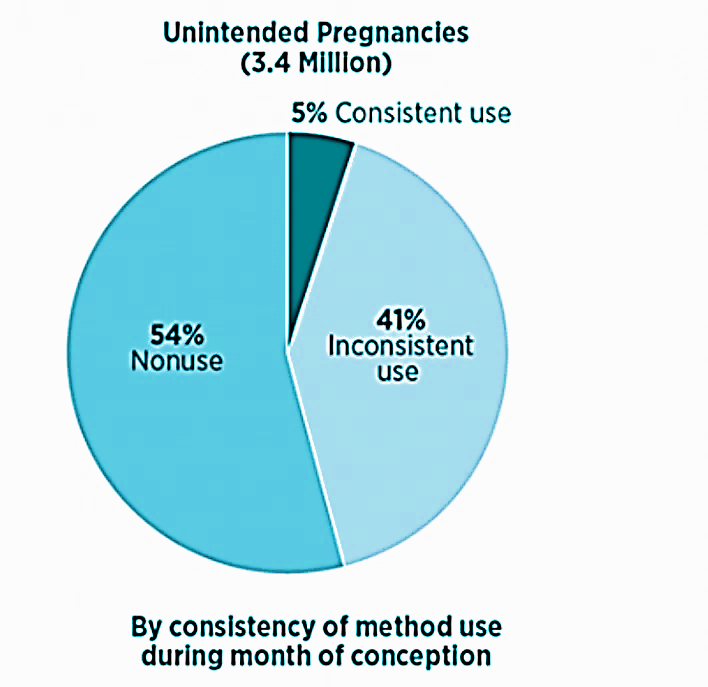 Unintended Pregnancies
(3.4 Million)
5% Consistent use
54%
Nonuse
41%
Inconsistent
use
By consistency of method use
during month of conception